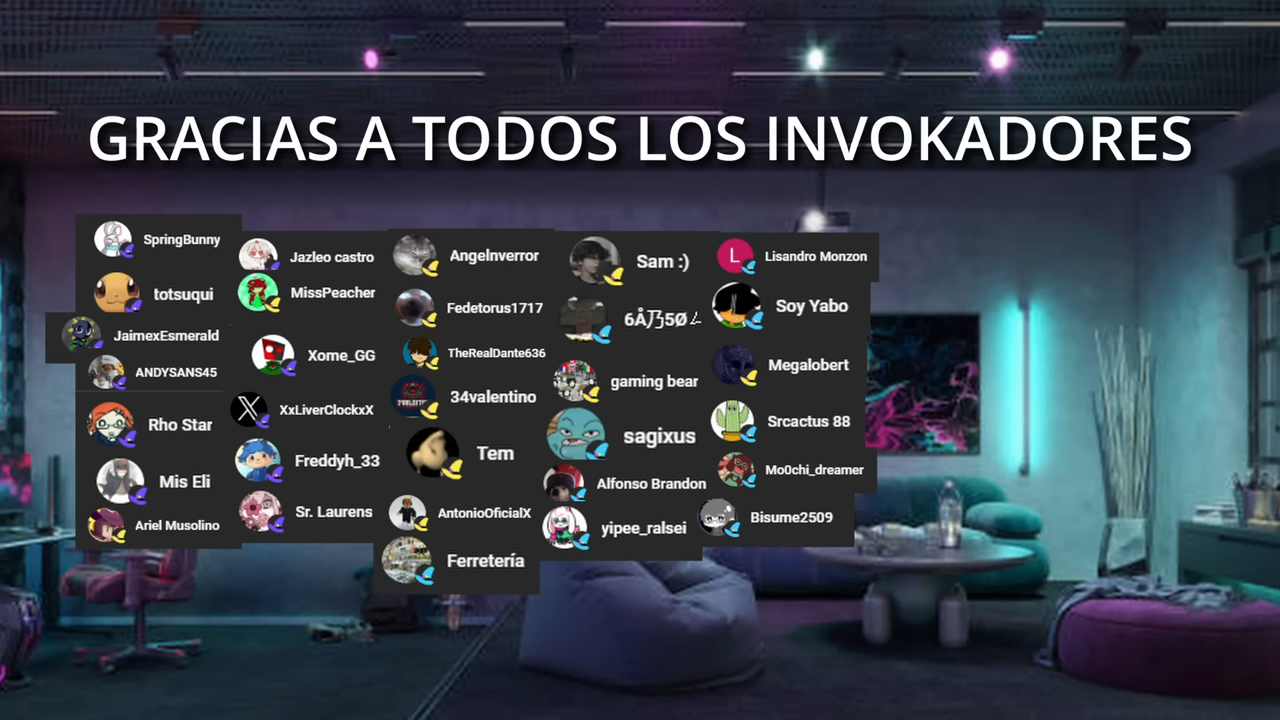 GRACIAS A TODOS LOS INVOKADORES
SpringBunny
totsuqui
JaimexEsmerald
ANDYSANS45
Rho Star
Mis Eli
Ariel Musolino
Jazleo castro
MissPeacher
Xome_GG
XxLiverClockxX
Freddyh_33
Sr. Laurens
AngeInverror
Fedetorus1717
TheRealDante636
34valentino
Tem
AntonioOficialX
Ferretería
Sam :)
gaming bear
sagixus
Alfonso Brandon
yipee_ralsei
L
Lisandro Monzon
Soy Yabo
Megalobert
Srcactus 88
Mo0chi_dreamer
Bisume2509